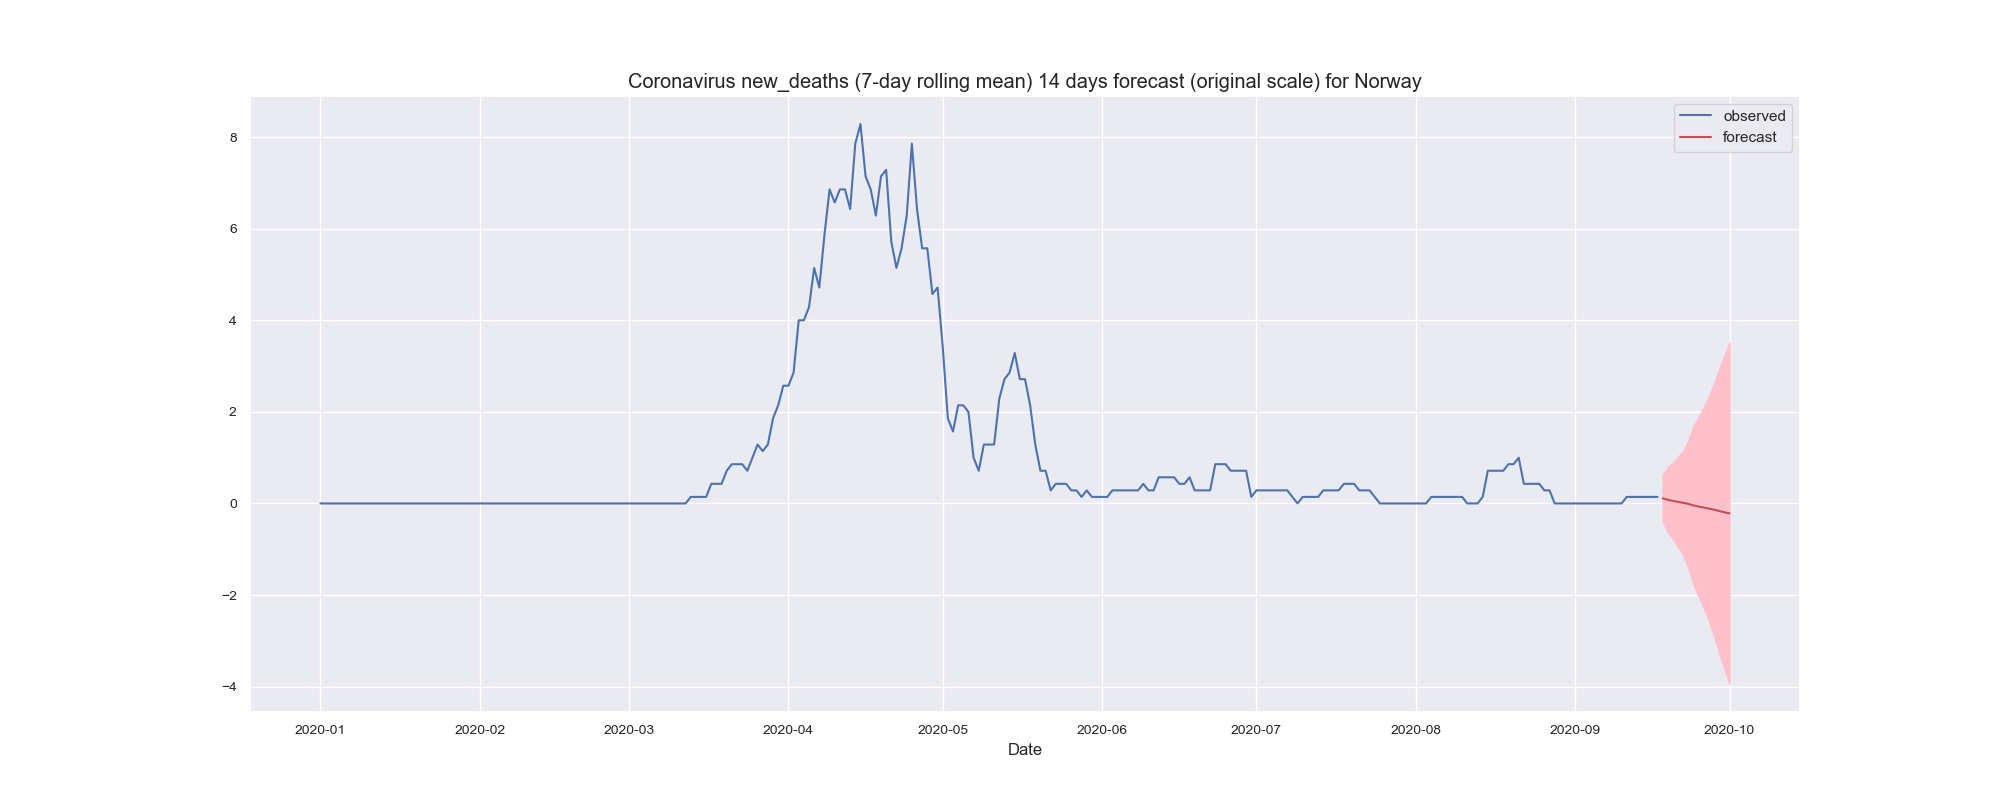 Coronavirus new_deaths (7-day rolling mean) 14 days forecast (original scale) for Norway
observed
forecast
8
6
4
2
0
−2
−4
2020-01 2020-02 2020-03 2020-04 2020-05 2020-06 2020-07 2020-08 2020-09 2020-10
Date